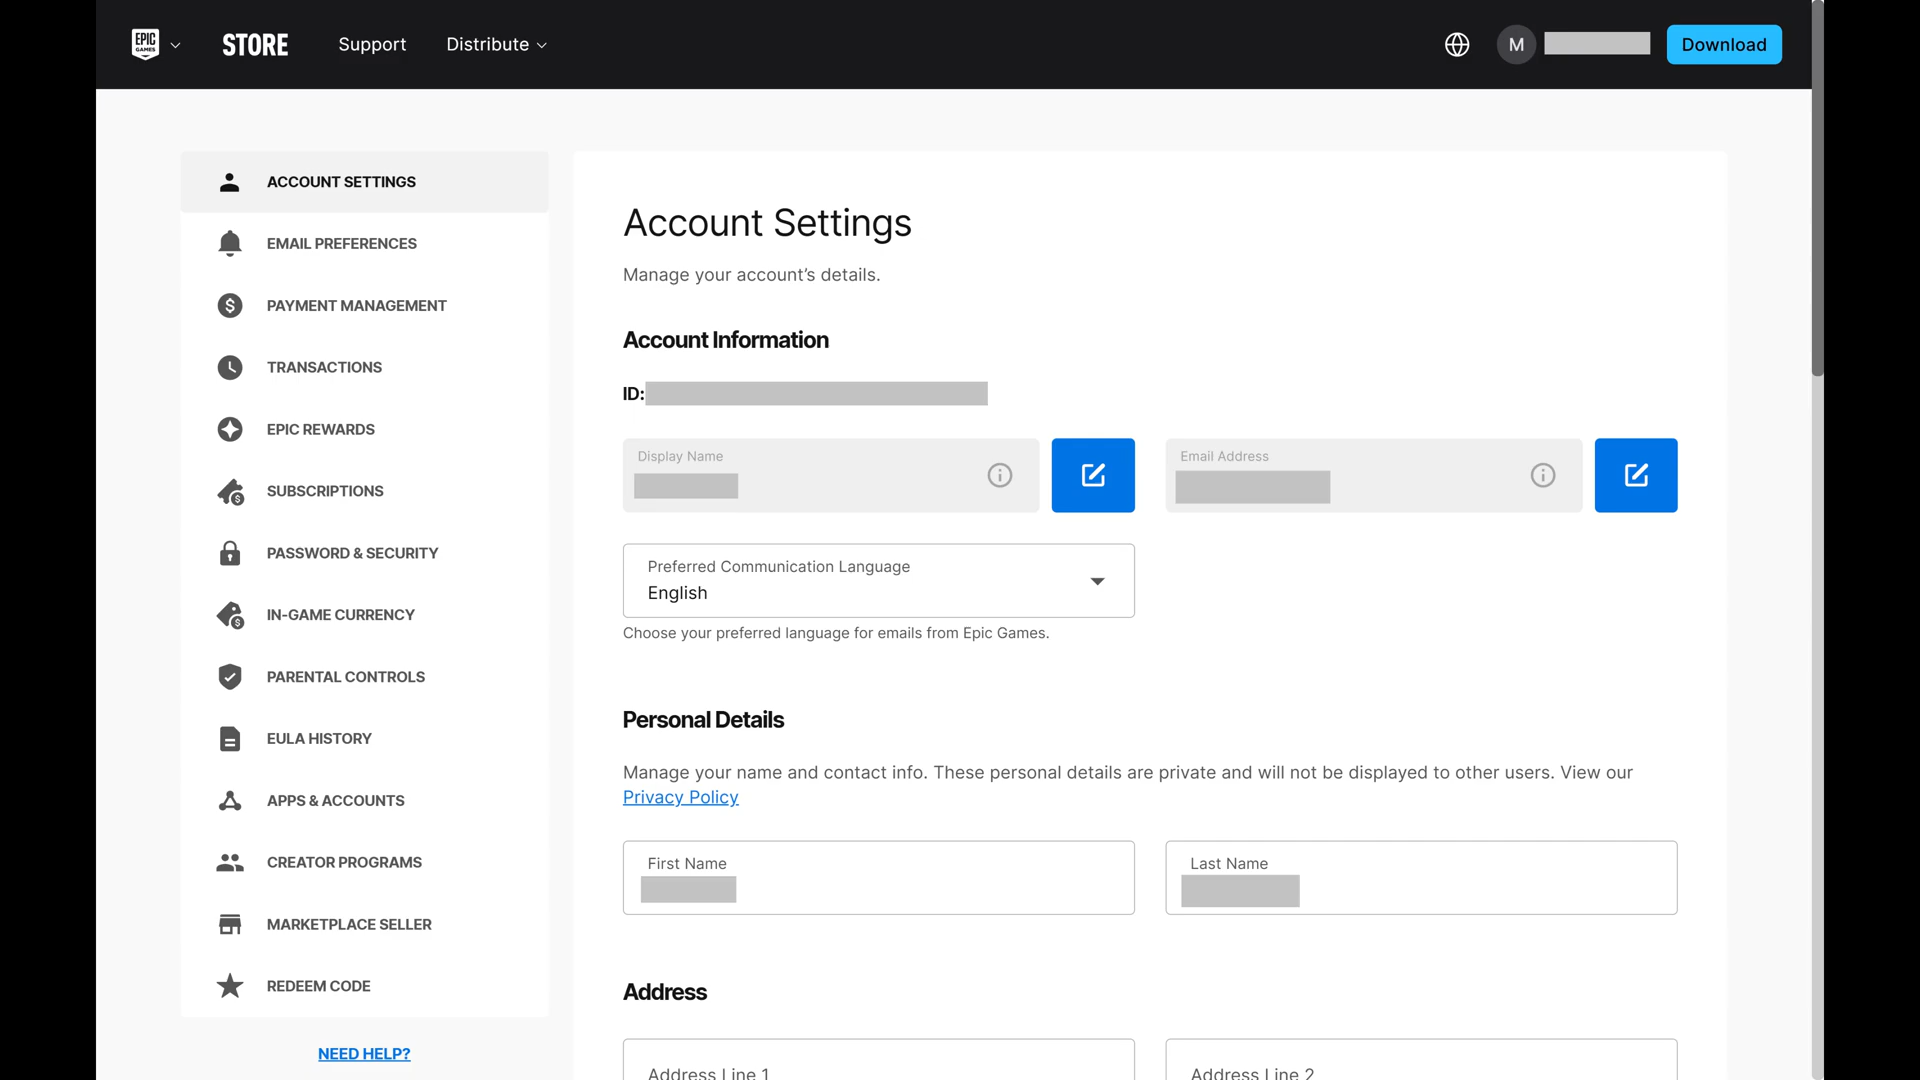 EPIC GAMES
STORE
Support
Distribute
M
Download
ACCOUNT SETTINGS
EMAIL PREFERENCES
PAYMENT MANAGEMENT
TRANSACTIONS
EPIC REWARDS
SUBSCRIPTIONS
PASSWORD & SECURITY
IN-GAME CURRENCY
PARENTAL CONTROLS
EULA HISTORY
APPS & ACCOUNTS
CREATOR PROGRAMS
MARKETPLACE SELLER
REDEEM CODE
NEED HELP?
Account Settings
Manage your account’s details.
Account Information
ID:
Display Name
Email Address
Preferred Communication Language
English
Choose your preferred language for emails from Epic Games.
Personal Details
Manage your name and contact info. These personal details are private and will not be displayed to other users. View our
Privacy Policy
First Name
Last Name
Address
Address Line 1
Address Line 2